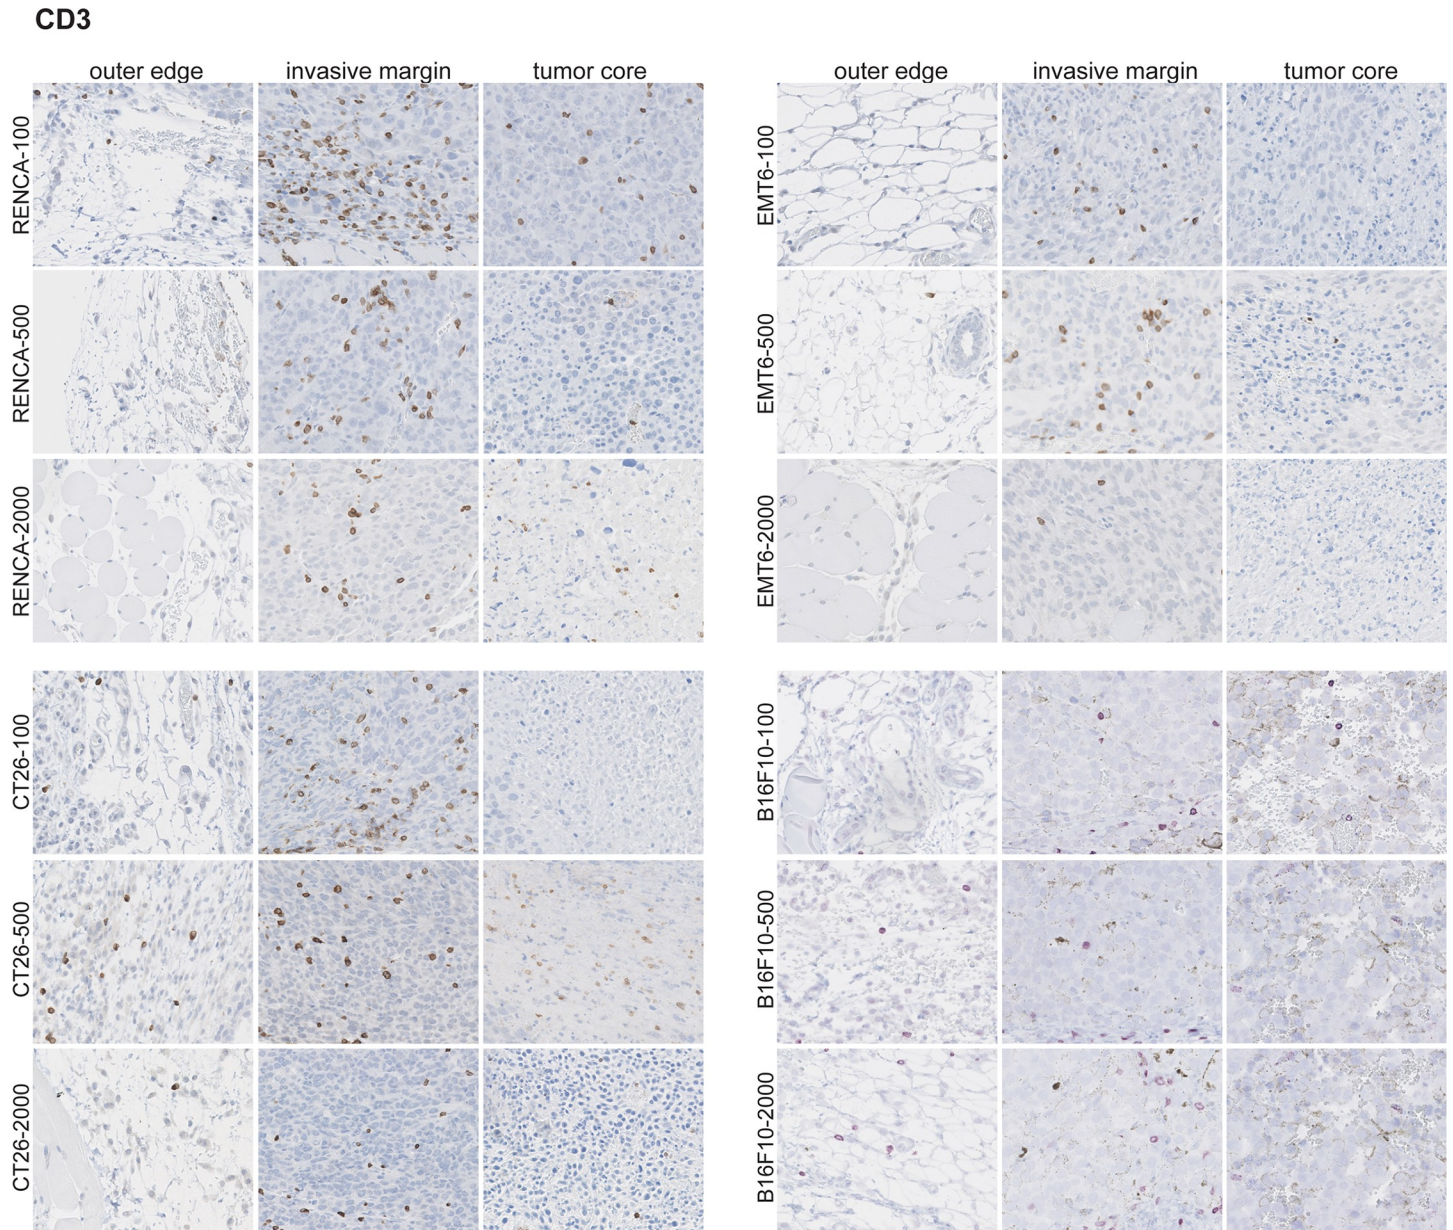 CD3
outer edge invasive margin tumor core
outer edge invasive margin tumor core
RENCA-100
EMT6-100
RENCA-500
EMT6-500
RENCA-2000
EMT6-2000
CT26-100
B16F10-100
CT26-500
B16F10-500
CT26-2000
B16F10-2000